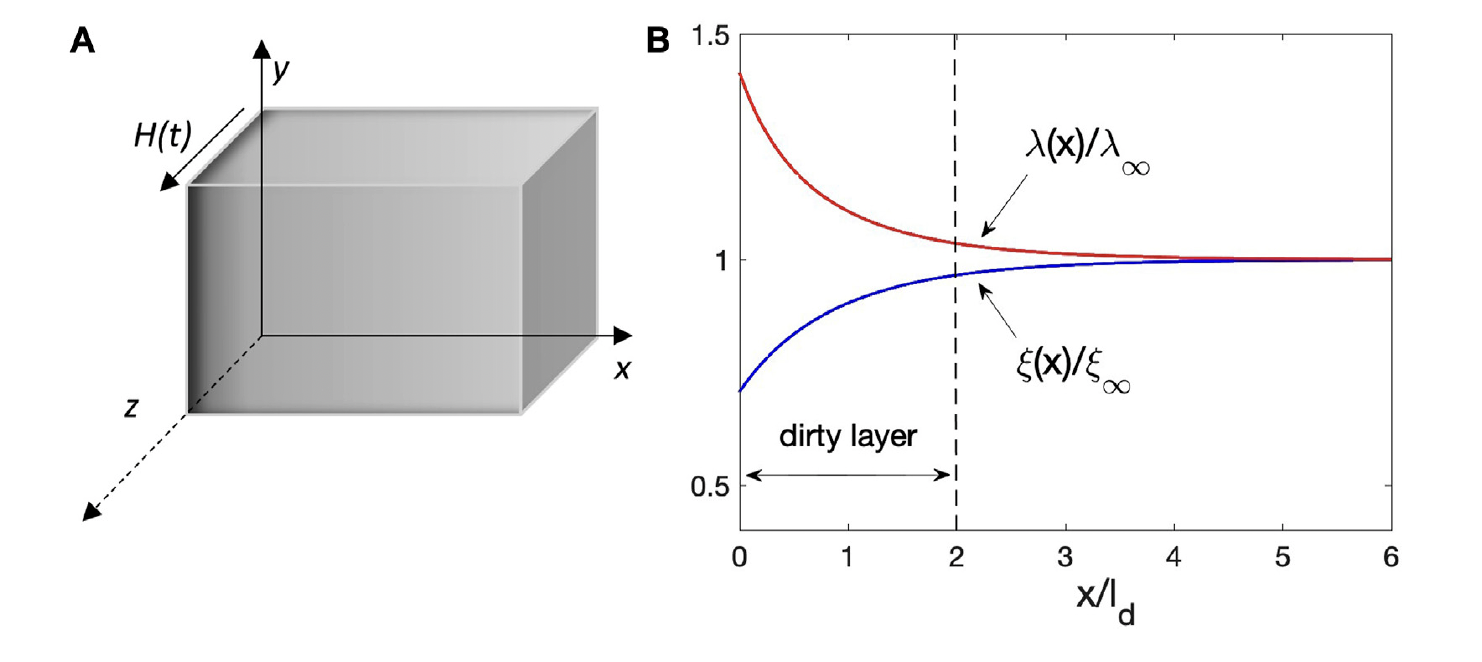 A
y
H(t)
x
z
B
1.5
1
0.5
λ(x)/λ∞
ξ(x)/ξ∞
dirty layer
0 1 2 3 4 5 6
x/ld